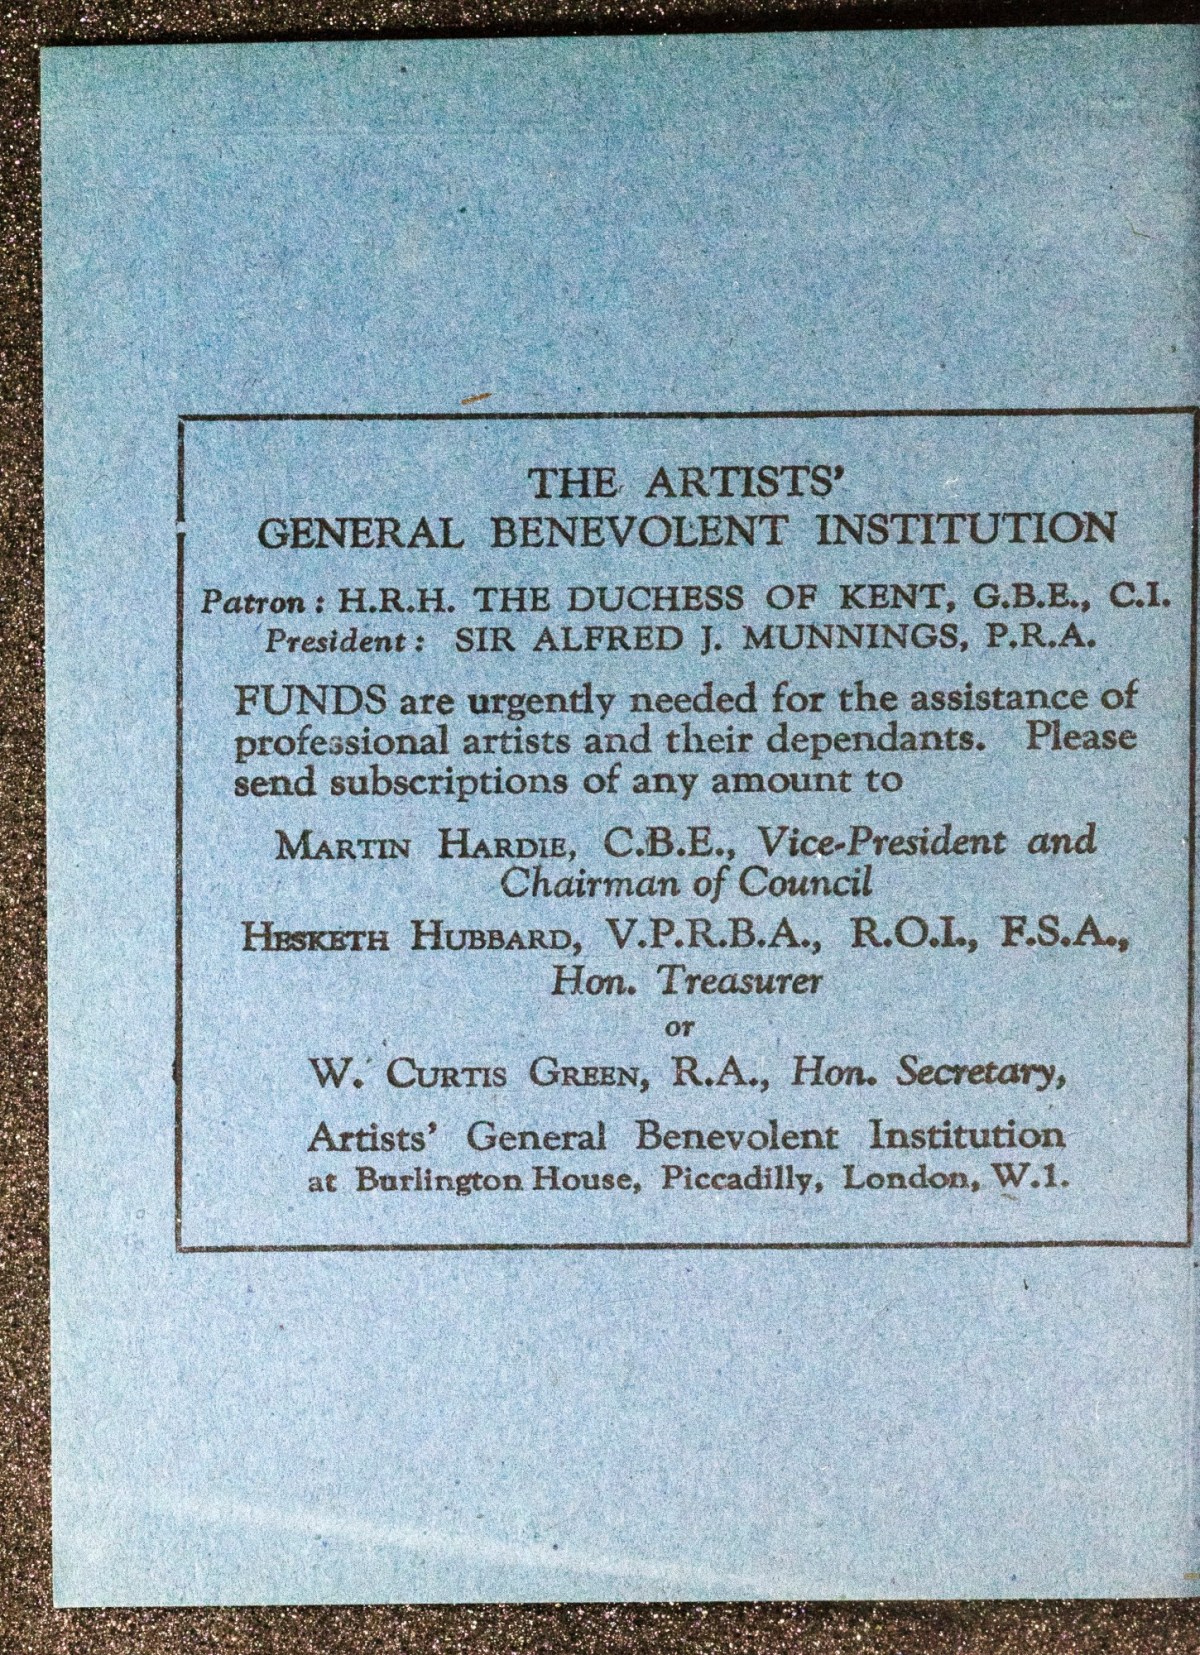 THE ARTISTS'
GENERAL BENEVOLENT INSTITUTION
Patron : H.R.H. THE DUCHESS OF KENT, G.B.E., C.I.
President : SIR ALFRED J. MUNNINGS, P.R.A.
FUNDS are urgently needed for the assistance of
professional artists and their dependants. Please
send subscriptions of any amount to
MARTIN HARDIE, C.B.E., Vice-President and
Chairman of Council
HESKETH HUBBARD, V.P.R.B.A., R.O.I., F.S.A.,
Hon. Treasurer
or
W. CURTIS GREEN, R.A., Hon. Secretary,
Artists' General Benevolent Institution
at Burlington House, Piccadilly, London, W.1.